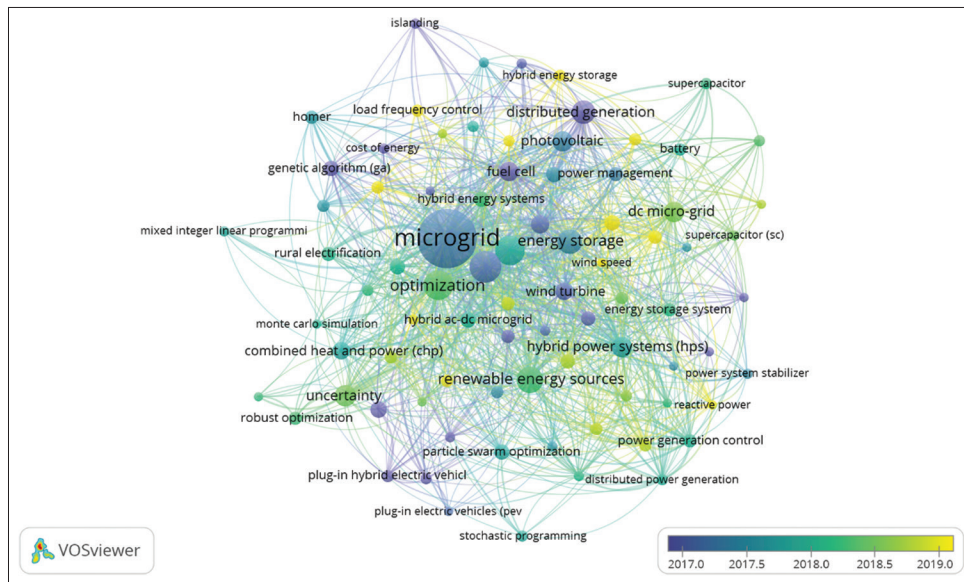 islanding
hybrid energy storage
supercapacitor
load frequency control
distributed generation
homer
cost of energy
photovoltaic
battery
genetic algorithm (ga)
fuel cell
power management
hybrid energy systems
dc micro-grid
mixed integer linear programmi
microgrid
energy storage
supercapacitor (sc)
rural electrification
wind speed
optimization
wind turbine
energy storage system
monte carlo simulation
hybrid ac-dc microgrid
combined heat and power (chp)
hybrid power systems (hps)
power system stabilizer
renewable energy sources
uncertainty
reactive power
robust optimization
power generation control
particle swarm optimization
plug-in hybrid electric vehicl
distributed power generation
plug-in electric vehicles (pev
stochastic programming
VOSviewer
2017.0 2017.5 2018.0 2018.5 2019.0